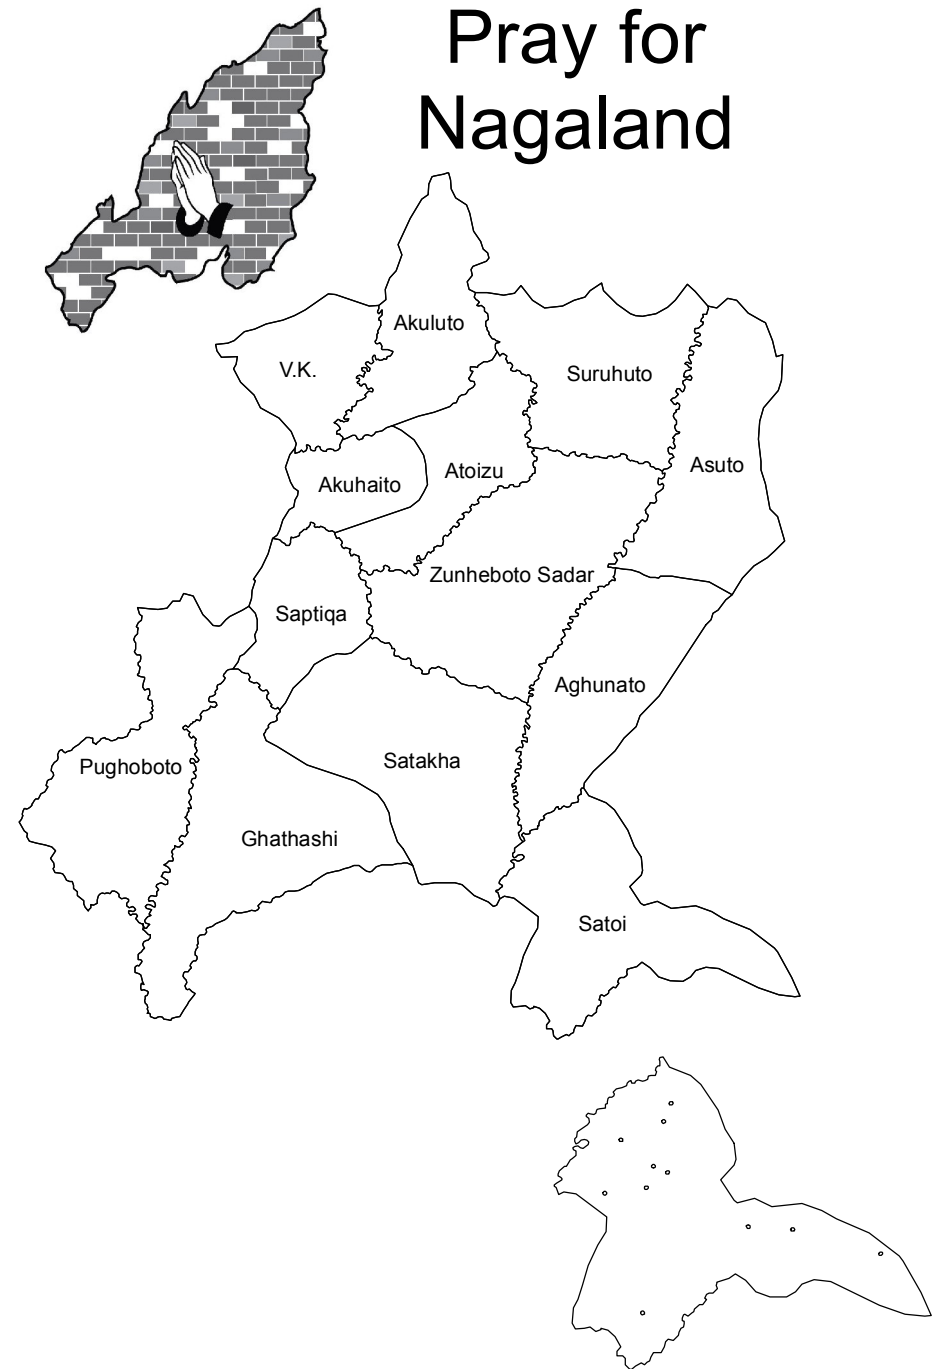 Pray for
Nagaland
Akuluto
V.K.
Suruhuto
Asuto
Atoizu
Akuhaito
Zunheboto Sadar
Saptiqa
Aghunato
Satakha
Pughoboto
Ghathashi
Satoi